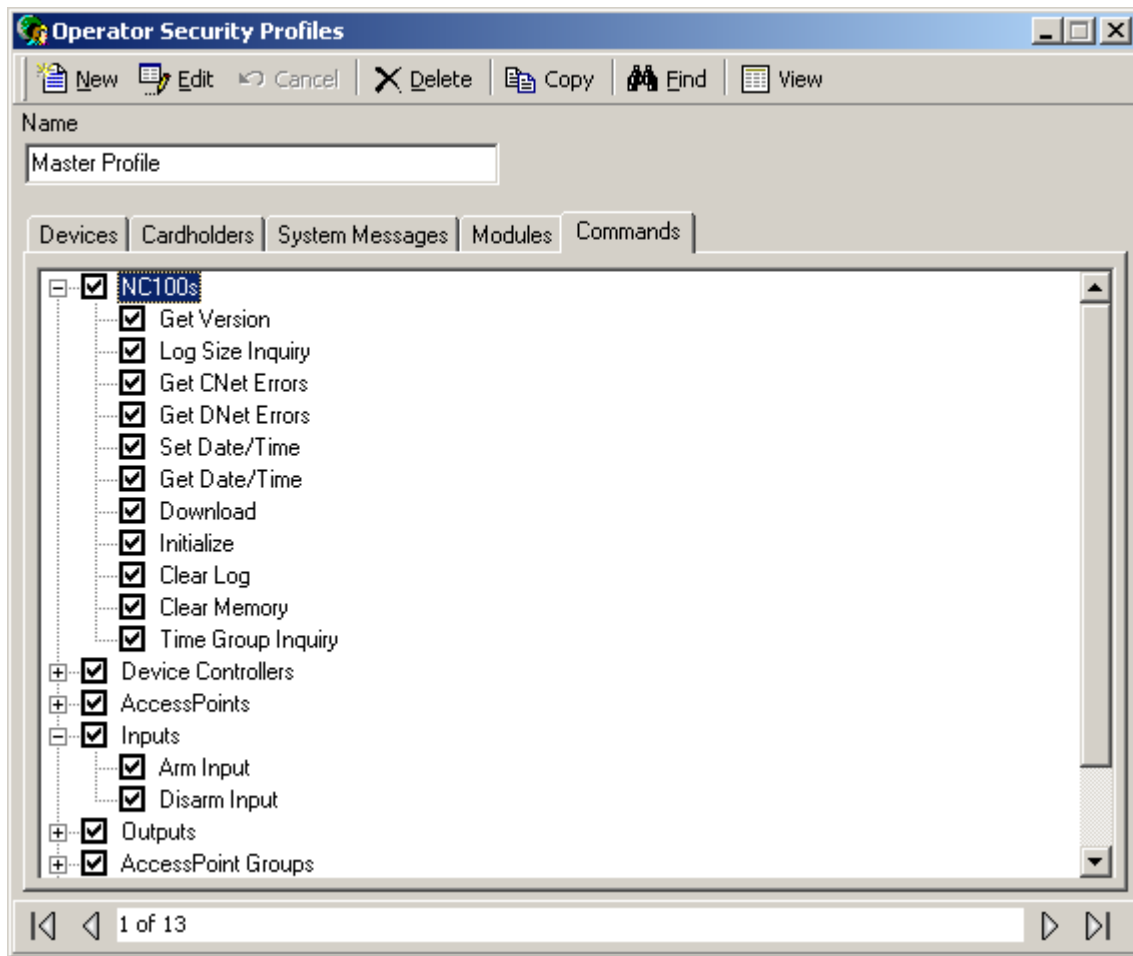 Operator Security Profiles
New Edit Cancel Delete Copy Find View
Name
Master Profile
Devices Cardholders System Messages Modules Commands
NC100s
Get Version
Log Size Inquiry
Get CNet Errors
Get DNet Errors
Set Date/Time
Get Date/Time
Download
Initialize
Clear Log
Clear Memory
Time Group Inquiry
Device Controllers
AccessPoints
Inputs
Arm Input
Disarm Input
Outputs
AccessPoint Groups
1 of 13